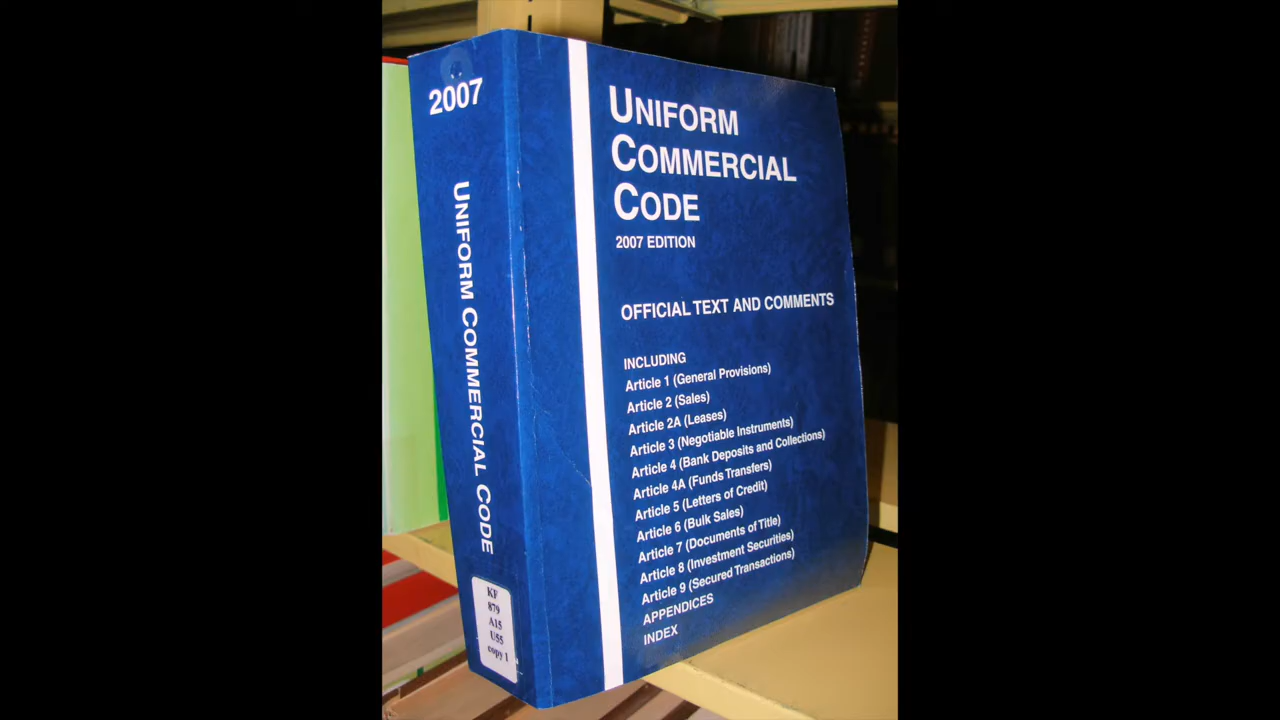 2007
UNIFORM COMMERCIAL CODE
KF
879
A15
U55
copy 1
UNIFORM
COMMERCIAL
CODE
2007 EDITION
OFFICIAL TEXT AND COMMENTS
INCLUDING
Article 1 (General Provisions)
Article 2 (Sales)
Article 2A (Leases)
Article 3 (Negotiable Instruments)
Article 4 (Bank Deposits and Collections)
Article 4A (Funds Transfers)
Article 5 (Letters of Credit)
Article 6 (Bulk Sales)
Article 7 (Documents of Title)
Article 8 (Investment Securities)
Article 9 (Secured Transactions)
APPENDICES
INDEX